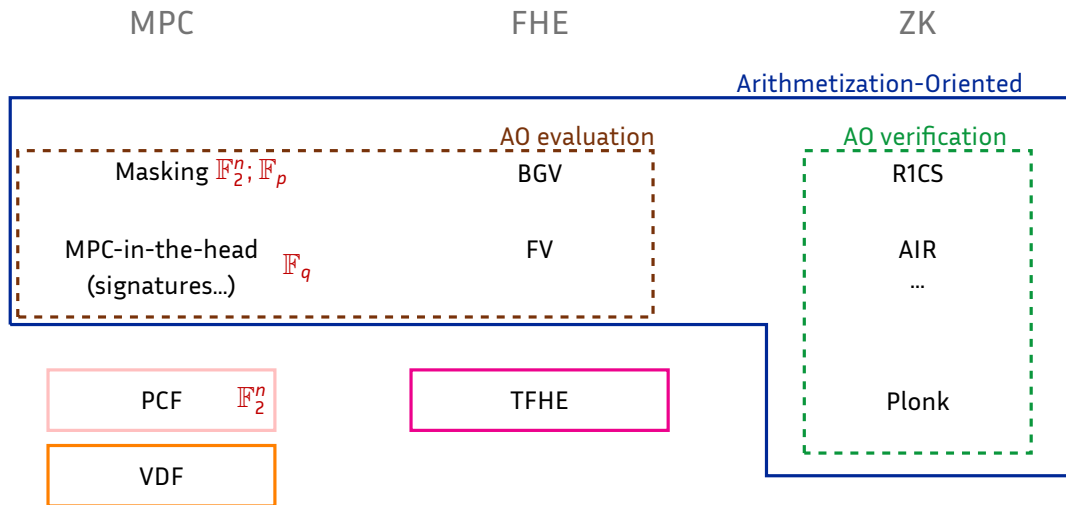 MPC FHE ZK
Arithmetization-Oriented
AO evaluation AO verification
Masking 𝔽₂ⁿ; 𝔽ₚ BGV R1CS
MPC-in-the-head
(signatures…) 𝔽_q FV AIR
…
PCF 𝔽₂ⁿ TFHE Plonk
VDF